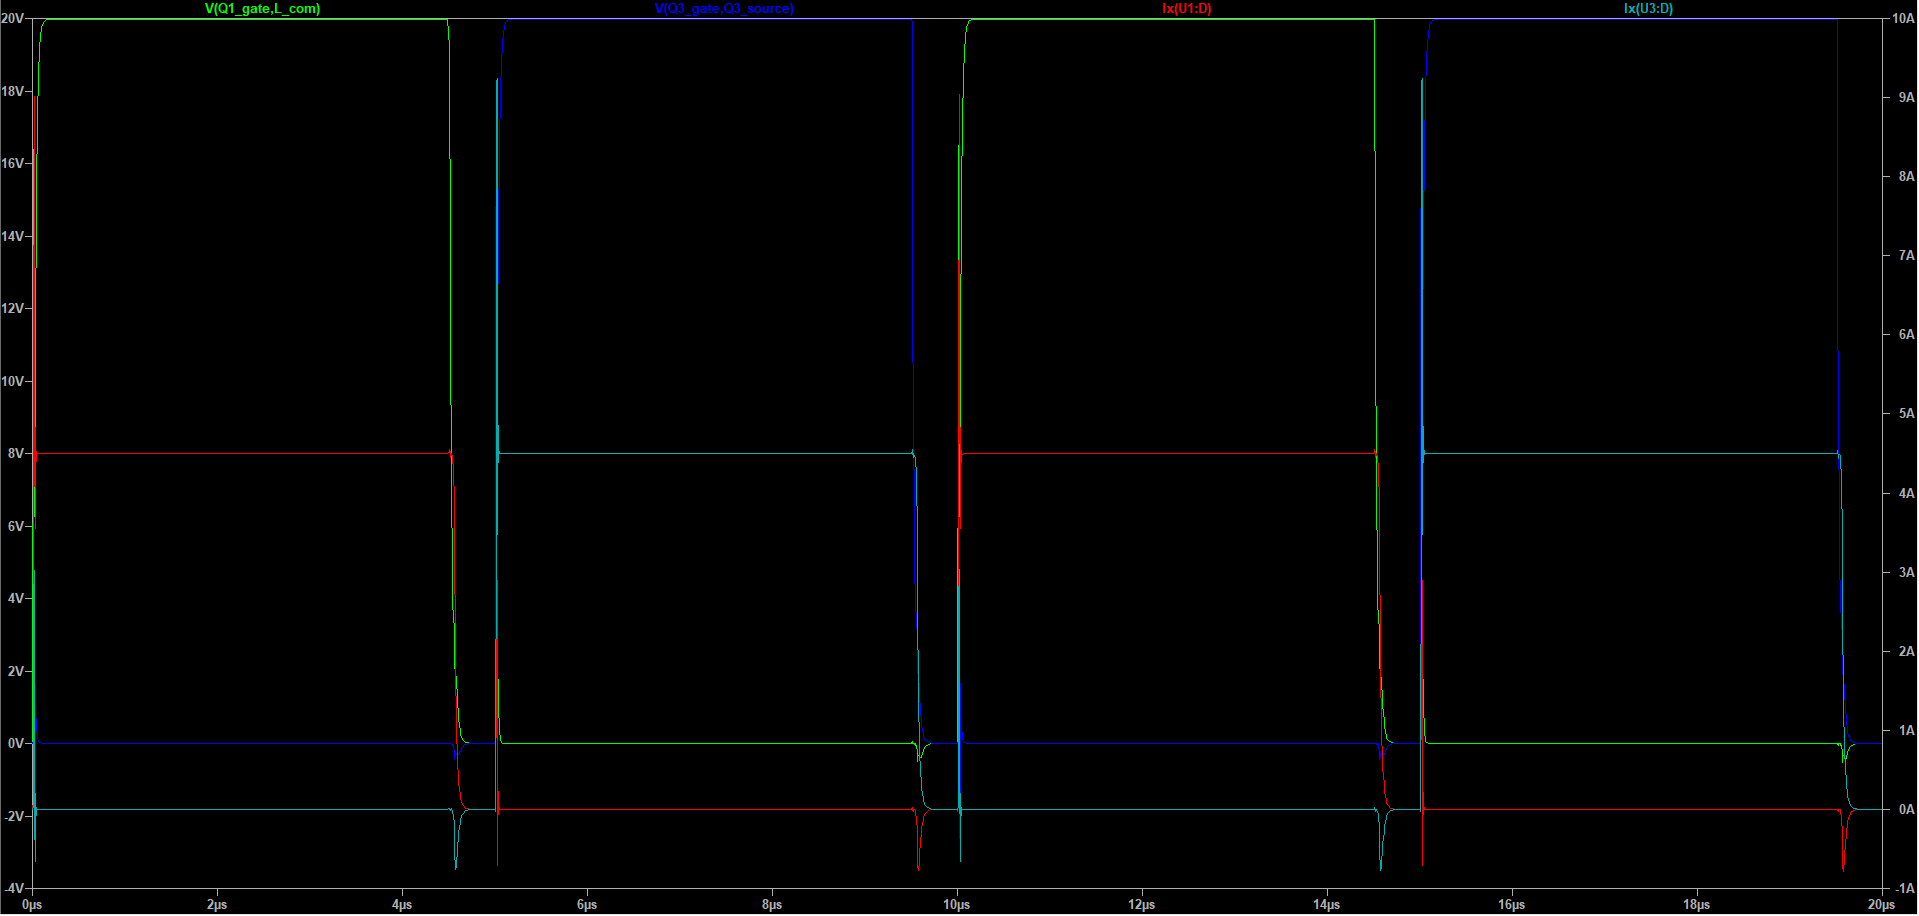 V(Q1_gate,L_com) V(Q3_gate,Q3_source) Ix(U1:D) Ix(U3:D)
20V 10A
18V 9A
16V 8A
14V 7A
12V 6A
10V 5A
8V 4A
6V 3A
4V 2A
2V 1A
0V 0A
-2V -1A
-4V
0µs 2µs 4µs 6µs 8µs 10µs 12µs 14µs 16µs 18µs 20µs